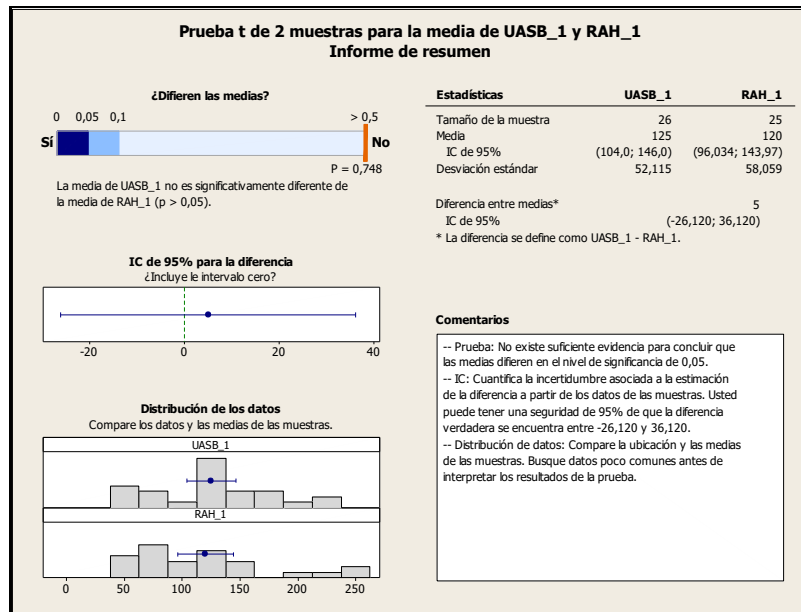 Prueba t de 2 muestras para la media de UASB_1 y RAH_1
Informe de resumen
¿Difieren las medias?
0 0,05 0,1 > 0,5
Sí No
P = 0,748
La media de UASB_1 no es significativamente diferente de
la media de RAH_1 (p > 0,05).
Estadísticas UASB_1 RAH_1
Tamaño de la muestra 26 25
Media 125 120
IC de 95% (104,0; 146,0) (96,034; 143,97)
Desviación estándar 52,115 58,059
Diferencia entre medias* 5
IC de 95% (-26,120; 36,120)
* La diferencia se define como UASB_1 - RAH_1.
IC de 95% para la diferencia
¿Incluye le intervalo cero?
-20 0 20 40
Distribución de los datos
Compare los datos y las medias de las muestras.
UASB_1
RAH_1
0 50 100 150 200 250
Comentarios
-- Prueba: No existe suficiente evidencia para concluir que
las medias difieren en el nivel de significancia de 0,05.
-- IC: Cuantifica la incertidumbre asociada a la estimación
de la diferencia a partir de los datos de las muestras. Usted
puede tener una seguridad de 95% de que la diferencia
verdadera se encuentra entre -26,120 y 36,120.
-- Distribución de datos: Compare la ubicación y las medias
de las muestras. Busque datos poco comunes antes de
interpretar los resultados de la prueba.